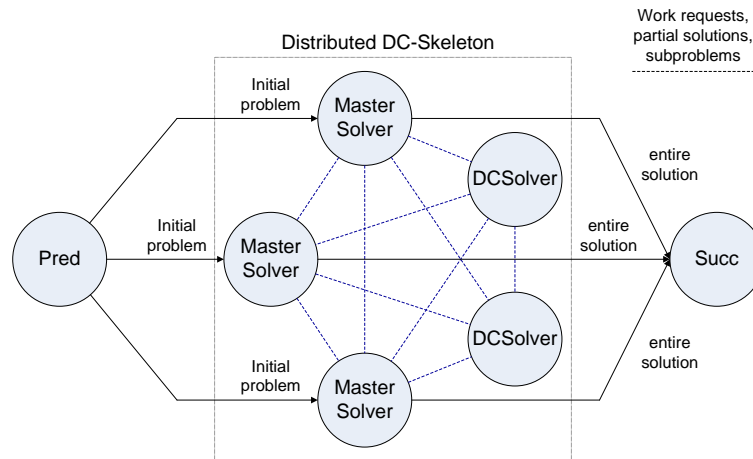 Work requests,
partial solutions,
subproblems
Distributed DC-Skeleton
Initial
problem
Master
Solver
entire
solution
DCSolver
Pred
Initial
problem
Master
Solver
entire
solution
Succ
DCSolver
Initial
problem
Master
Solver
entire
solution